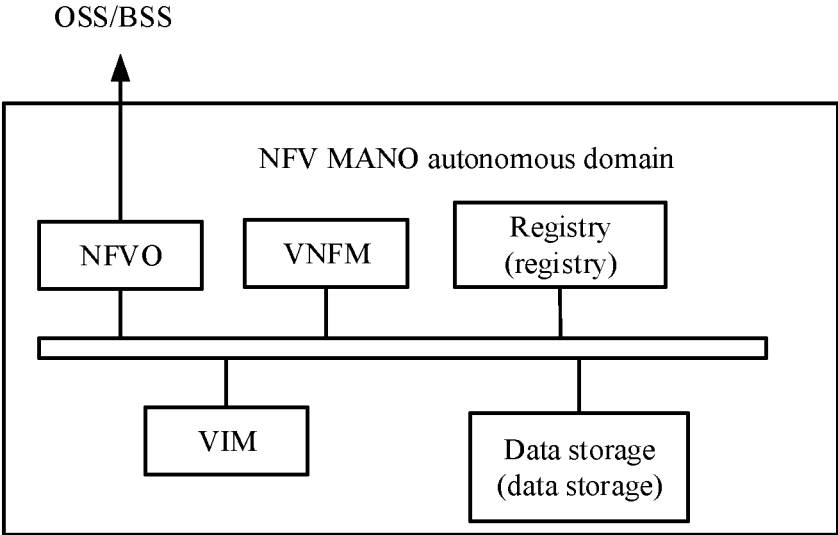 OSS/BSS
NFV MANO autonomous domain
NFVO
VNFM
Registry
(registry)
VIM
Data storage
(data storage)